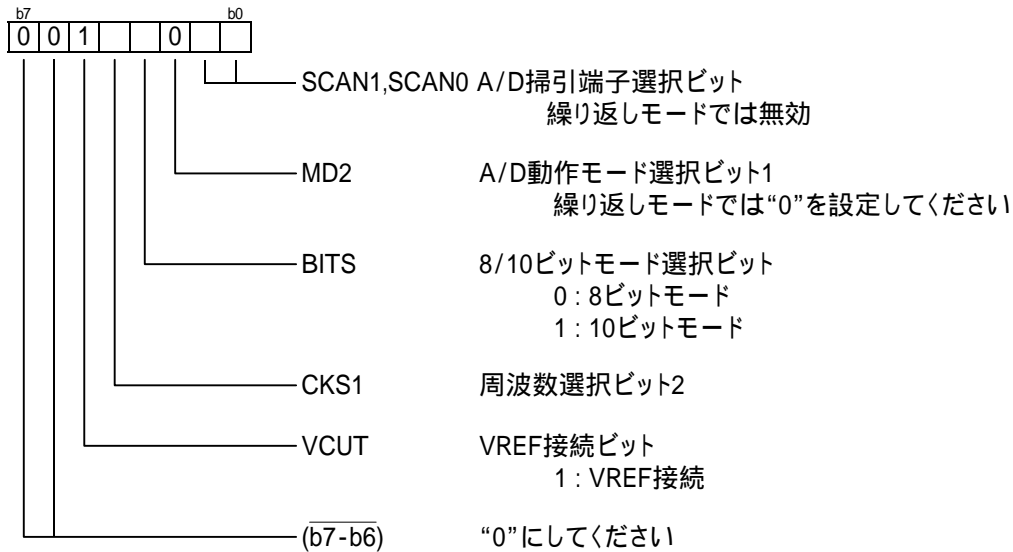 b7 b0
0 0 1 0
SCAN1,SCAN0 A/D掃引端子選択ビット
繰り返しモードでは無効
MD2 A/D動作モード選択ビット1
繰り返しモードでは“0”を設定してください
BITS 8/10ビットモード選択ビット
0 : 8ビットモード
1 : 10ビットモード
CKS1 周波数選択ビット2
VCUT VREF接続ビット
1 : VREF接続
(b7-b6) “0”にしてください